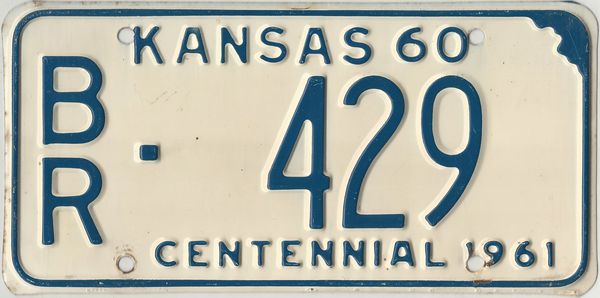 KANSAS 60
BR · 429
CENTENNIAL 1961